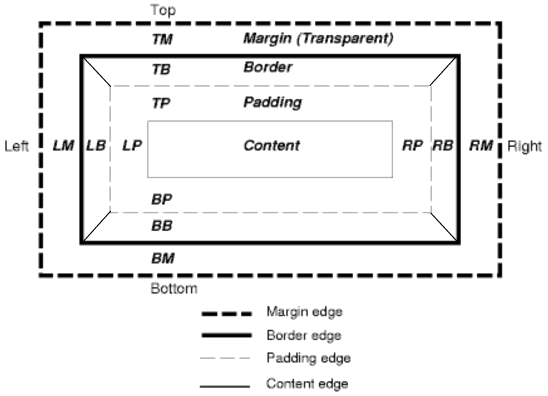 Top
TM Margin (Transparent)
TB Border
TP Padding
Left LM LB LP Content RP RB RM Right
BP
BB
BM
Bottom
Margin edge
Border edge
Padding edge
Content edge